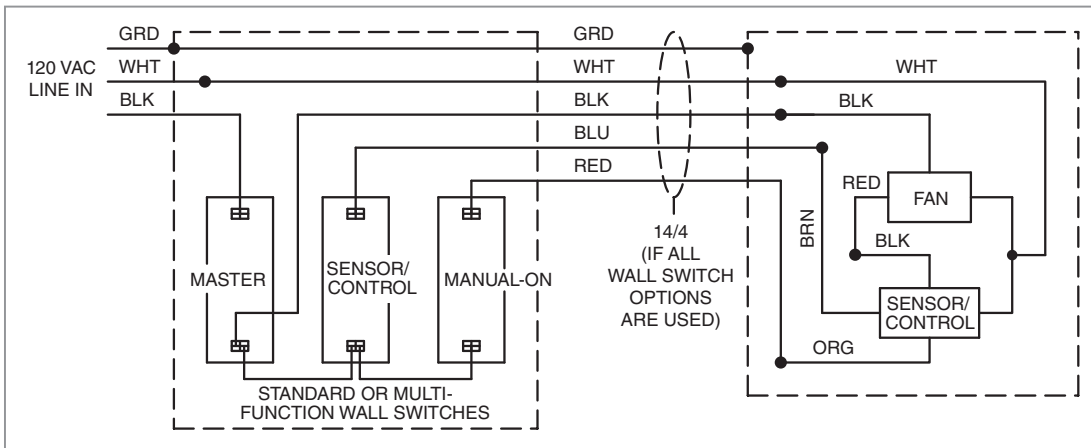 GRD
GRD
120 VAC
LINE IN
WHT
WHT
WHT
BLK
BLK
BLK
BLU
RED
MASTER
SENSOR/
CONTROL
MANUAL-ON
STANDARD OR MULTI-
FUNCTION WALL SWITCHES
14/4
(IF ALL
WALL SWITCH
OPTIONS
ARE USED)
RED
FAN
BRN
BLK
SENSOR/
CONTROL
ORG